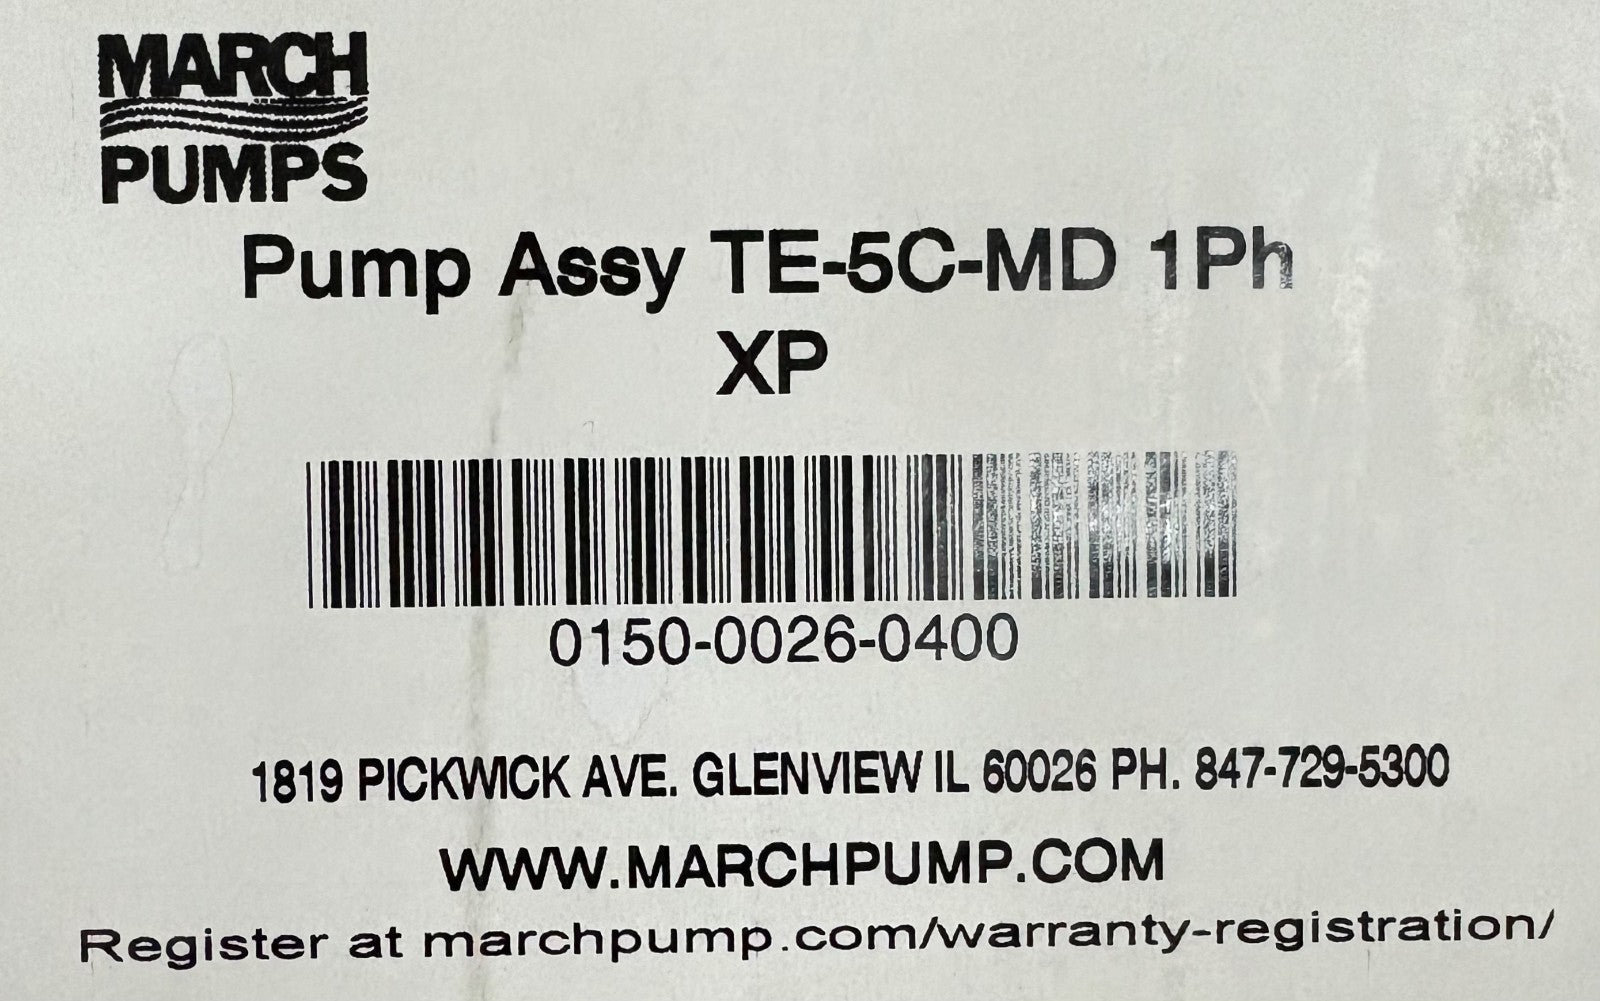 MARCH
PUMPS
Pump Assy TE-5C-MD 1Ph
XP
0150-0026-0400
1819 PICKWICK AVE. GLENVIEW IL 60026 PH. 847-729-5300
WWW.MARCHPUMP.COM
Register at marchpump.com/warranty-registration/